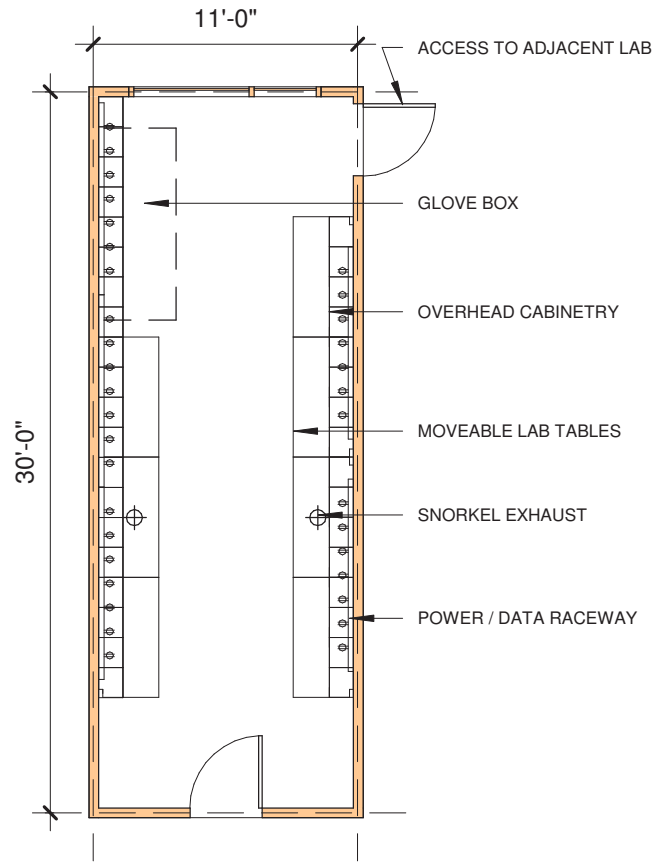 11'-0"
ACCESS TO ADJACENT LAB
GLOVE BOX
OVERHEAD CABINETRY
MOVEABLE LAB TABLES
30'-0"
SNORKEL EXHAUST
POWER / DATA RACEWAY